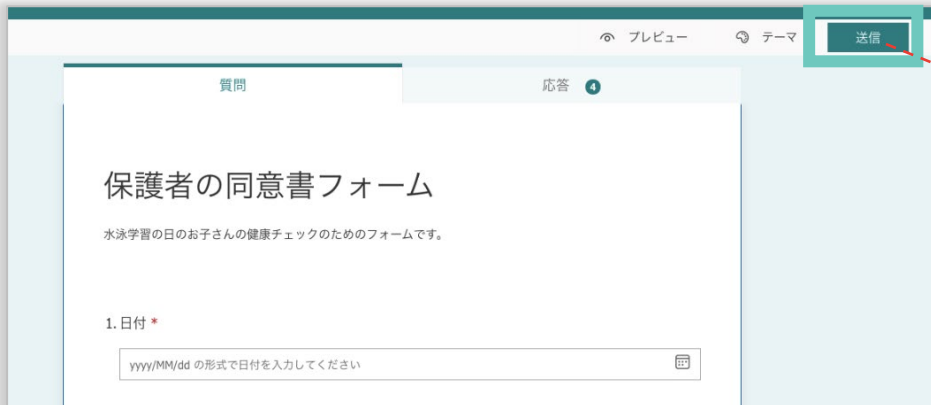 プレビュー テーマ 送信
質問 応答 4
保護者の同意書フォーム
水泳学習の日のお子さんの健康チェックのためのフォームです。
1. 日付 *
yyyy/MM/dd の形式で日付を入力してください